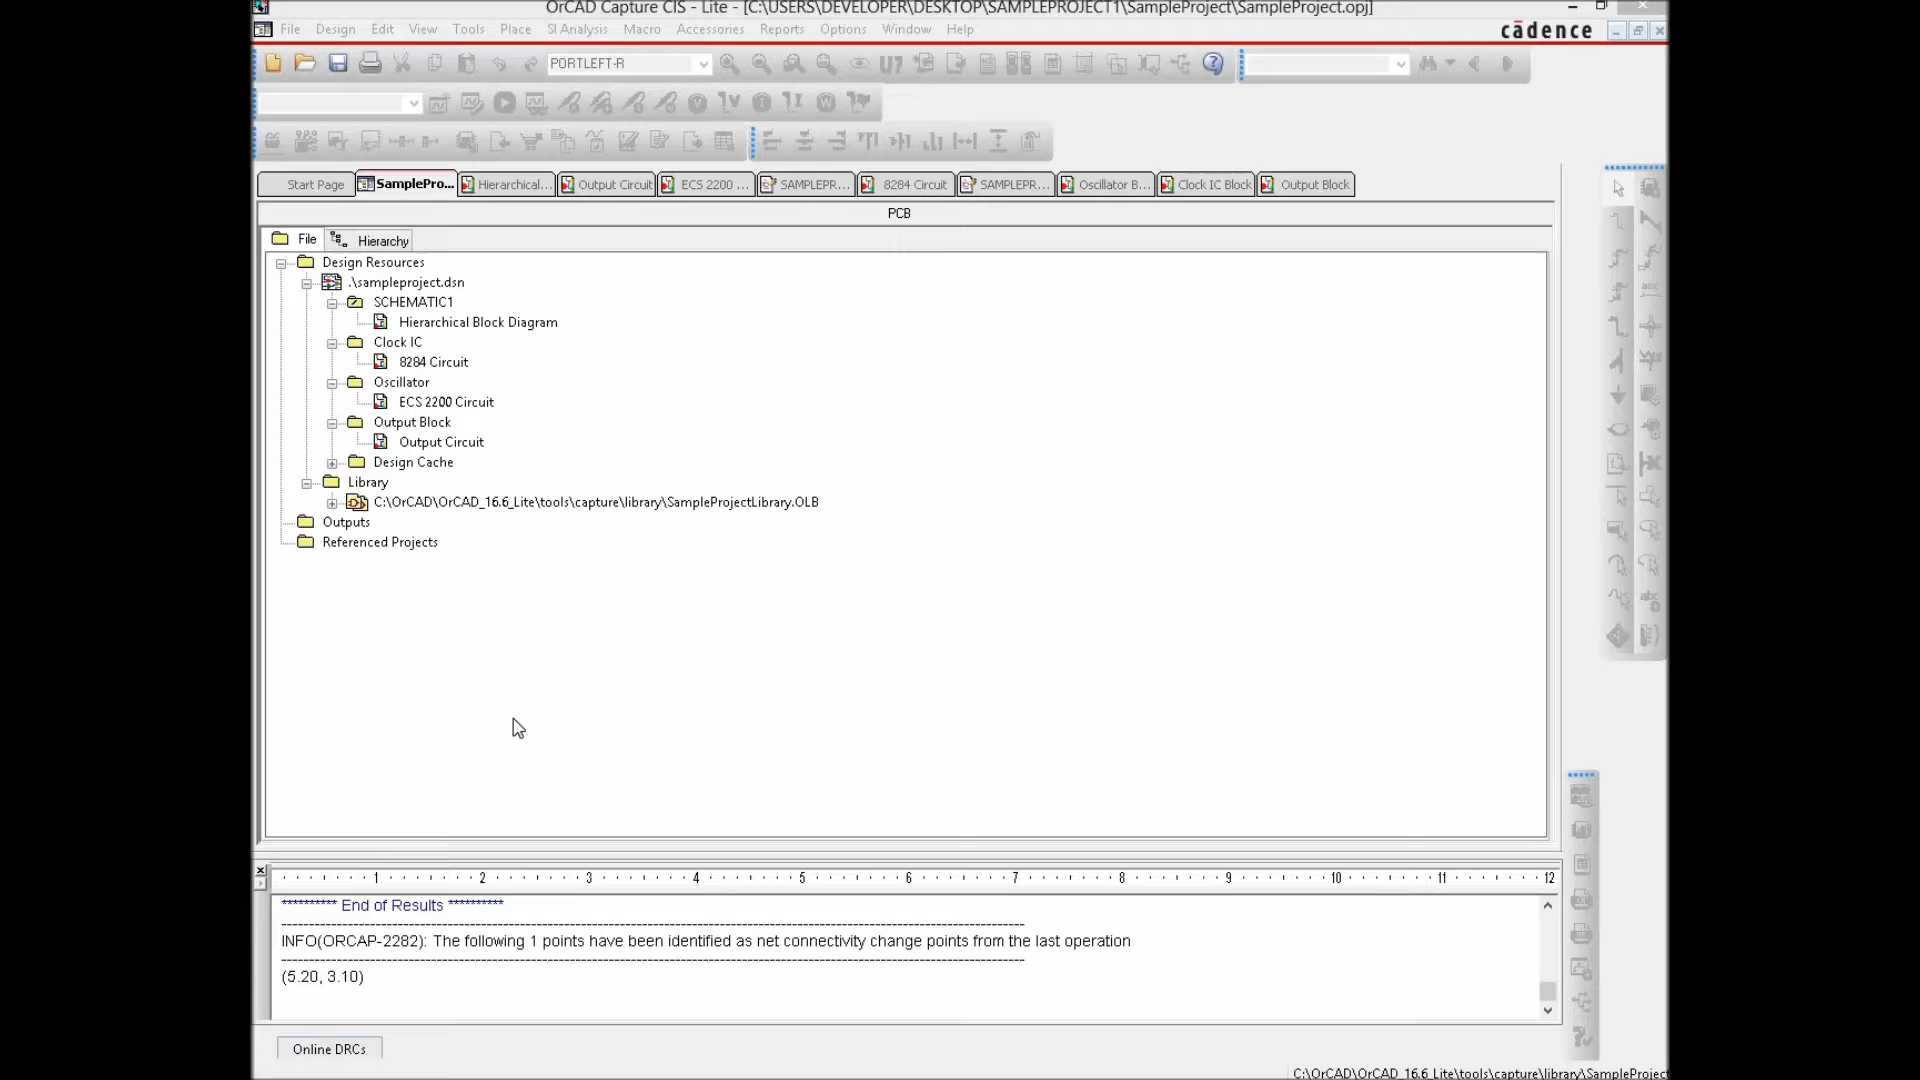 OrCAD Capture CIS - Lite - [C:\USERS\DEVELOPER\DESKTOP\SAMPLEPROJECT1\SampleProject\SampleProject.opj]
File Design Edit View Tools Place SI Analysis Macro Accessories Reports Options Window Help
cādence
PORTLEFT-R
U?
Start Page SamplePro... Hierarchical... Output Circuit ECS 2200 ... SAMPLEPR... 8284 Circuit SAMPLEPR... Oscillator B... Clock IC Block Output Block
PCB
File Hierarchy
Design Resources
.\sampleproject.dsn
SCHEMATIC1
Hierarchical Block Diagram
Clock IC
8284 Circuit
Oscillator
ECS 2200 Circuit
Output Block
Output Circuit
Design Cache
Library
C:\OrCAD\OrCAD_16.6_Lite\tools\capture\library\SampleProjectLibrary.OLB
Outputs
Referenced Projects
1 2 3 4 5 6 7 8 9 10 11 12
********** End of Results **********
INFO(ORCAP-2282): The following 1 points have been identified as net connectivity change points from the last operation
(5.20, 3.10)
Online DRCs
C:\OrCAD\OrCAD_16.6_Lite\tools\capture\library\SampleProject